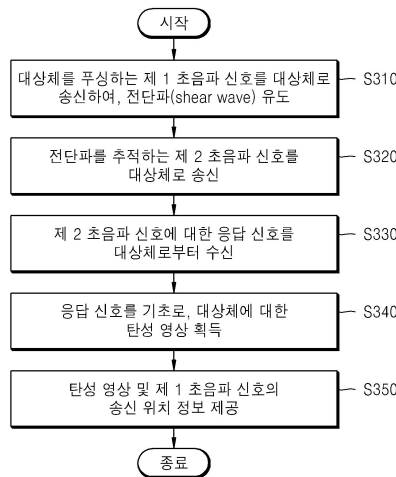 시작
대상체를 푸싱하는 제 1 초음파 신호를 대상체로
송신하여, 전단파(shear wave) 유도
S310
전단파를 추적하는 제 2 초음파 신호를
대상체로 송신
S320
제 2 초음파 신호에 대한 응답 신호를
대상체로부터 수신
S330
응답 신호를 기초로, 대상체에 대한
탄성 영상 획득
S340
탄성 영상 및 제 1 초음파 신호의
송신 위치 정보 제공
S350
종료